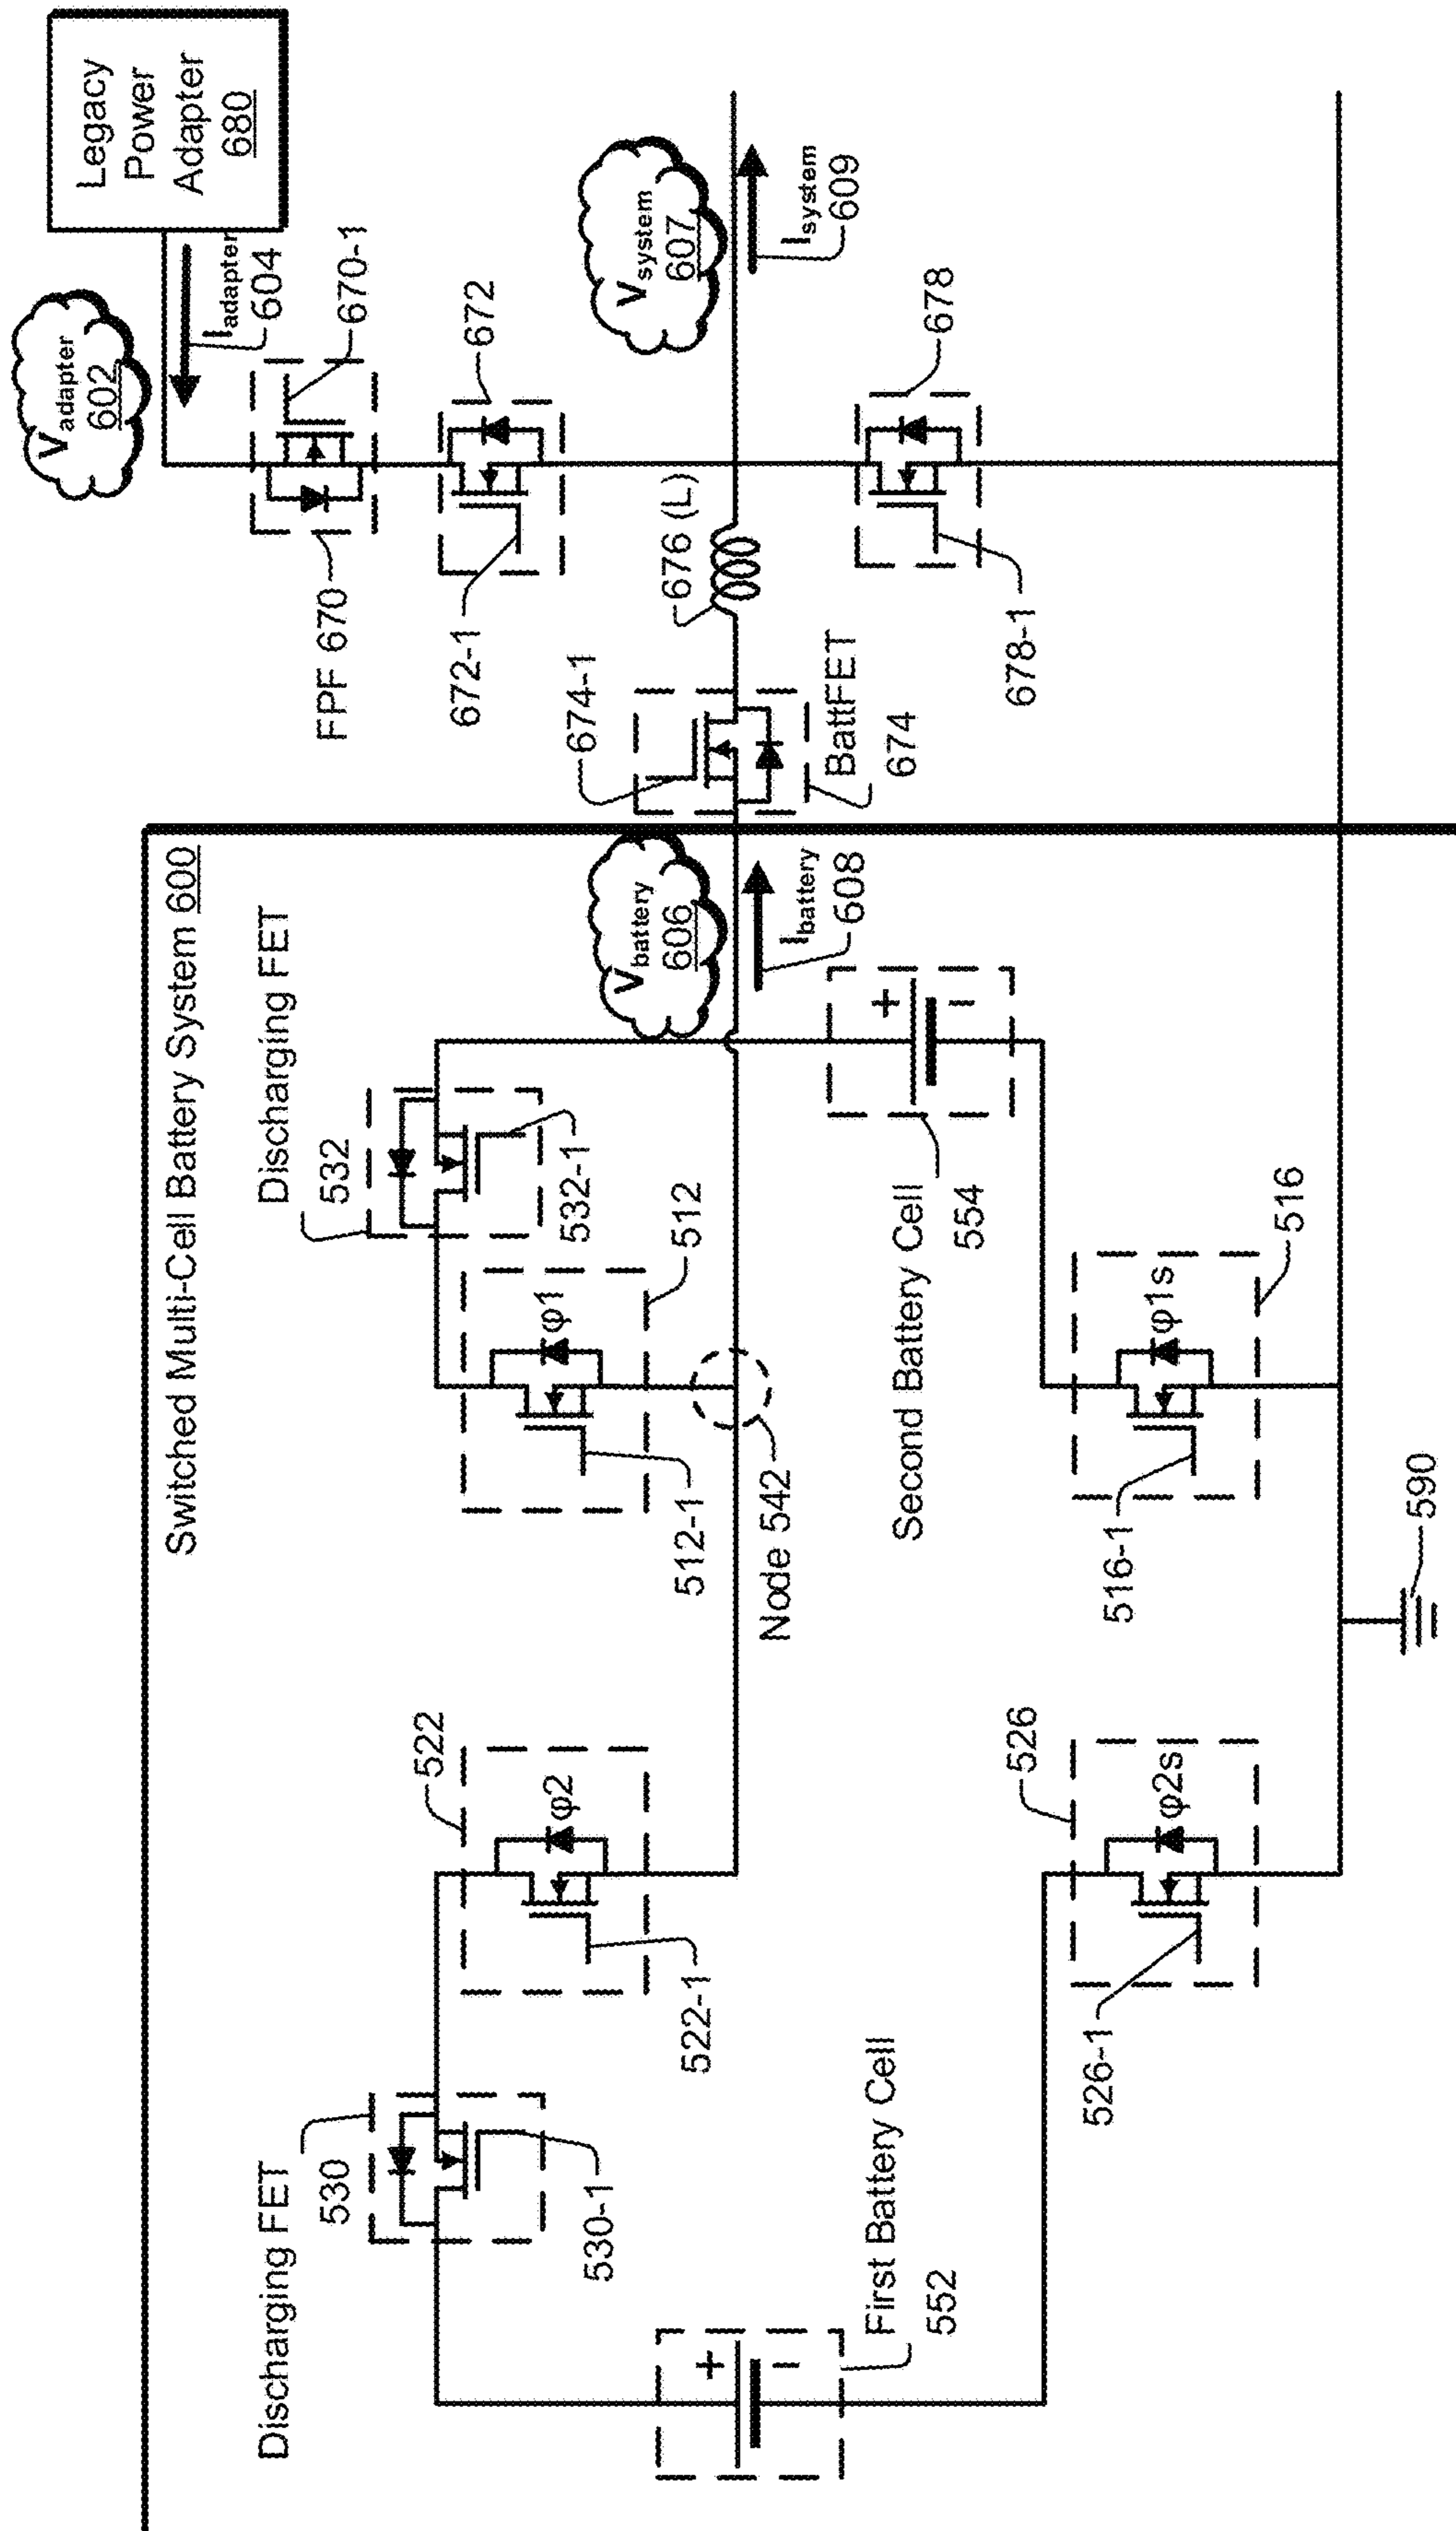 Switched Multi-Cell Battery System 600
Legacy
Power
Adapter
680
Vadapter
602
Iadapter
604
670-1
FPF 670
672
672-1
Vsystem
607
Isystem
609
676 (L)
674-1
BattFET
674
678
678-1
Discharging FET
530
530-1
Discharging FET
532
532-1
522
φ2
522-1
512
φ1
512-1
Vbattery
606
Ibattery
608
Node 542
First Battery Cell
552
+
−
Second Battery Cell
554
+
−
526
φ2s
526-1
516
φ1s
516-1
590